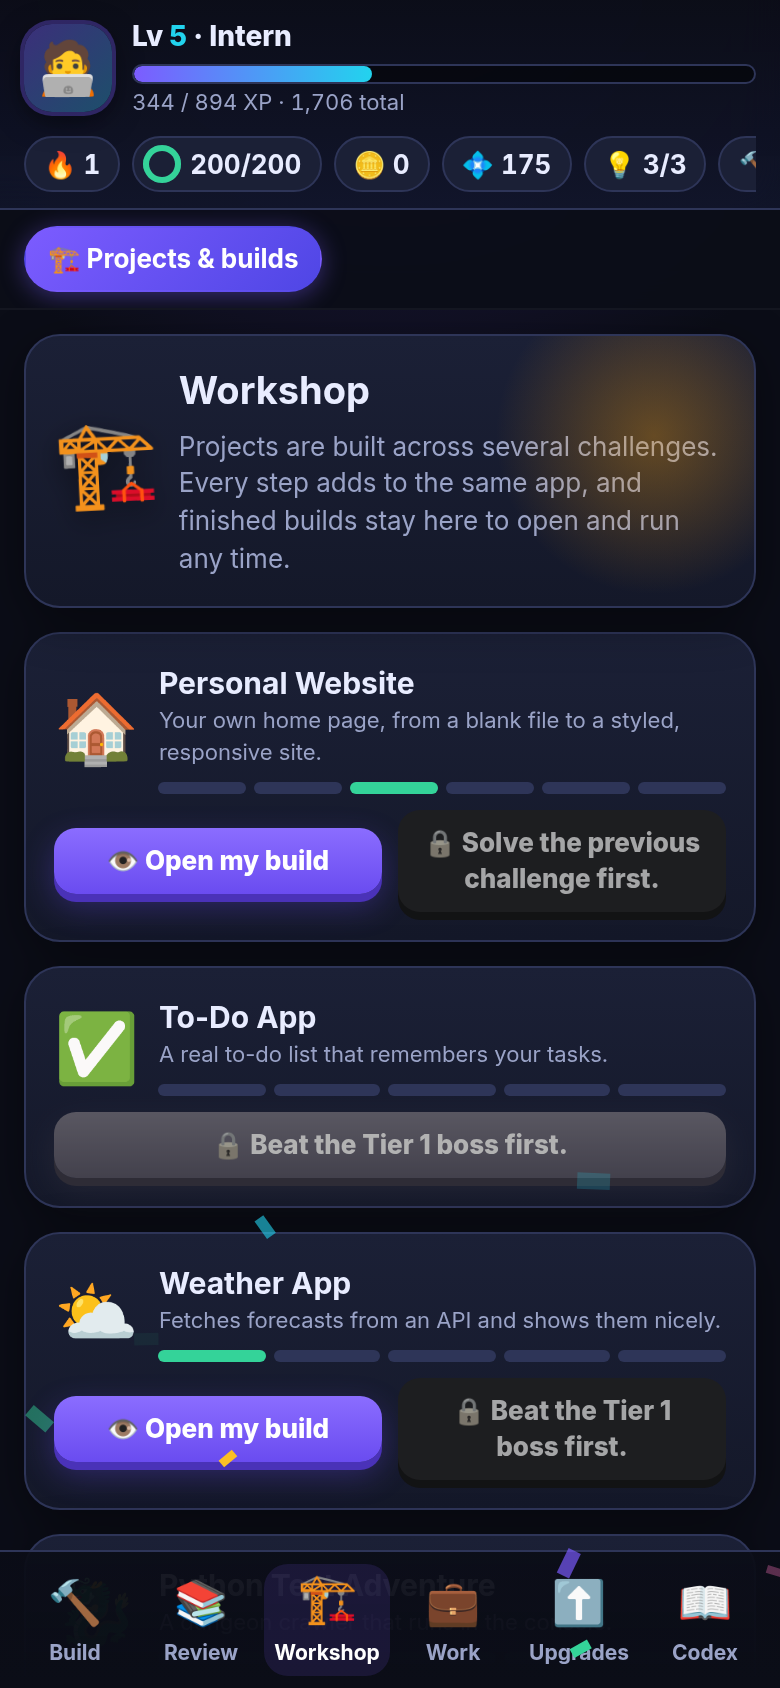 Lv 5 · Intern
344 / 894 XP · 1,706 total
1
200/200
0
175
3/3
Projects & builds
Workshop
Projects are built across several challenges.
Every step adds to the same app, and
finished builds stay here to open and run
any time.
Personal Website
Your own home page, from a blank file to a styled,
responsive site.
Open my build
Solve the previous
challenge first.
To-Do App
A real to-do list that remembers your tasks.
Beat the Tier 1 boss first.
Weather App
Fetches forecasts from an API and shows them nicely.
Open my build
Beat the Tier 1
boss first.
Python Adventure
Build
Review
Workshop
Work
Upgrades
Codex